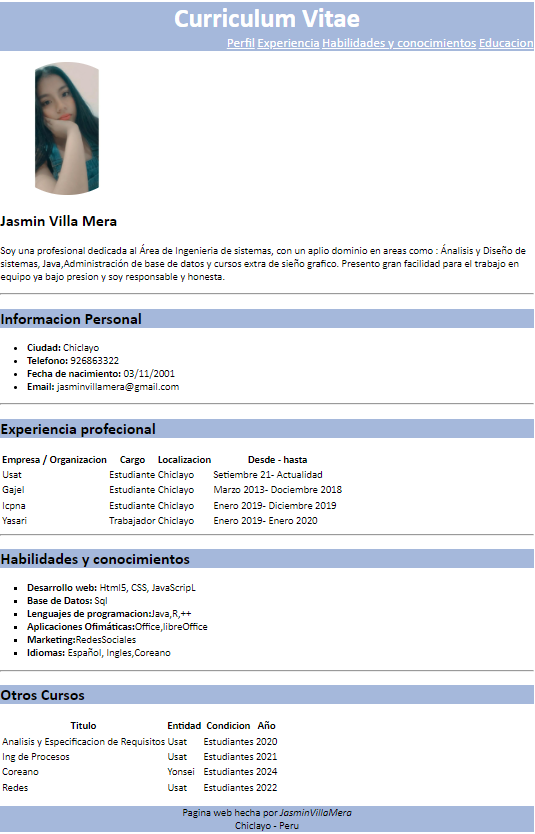 Curriculum Vitae
Perfil Experiencia Habilidades y conocimientos Educacion
Jasmin Villa Mera
Soy una profesional dedicada al Área de Ingenieria de sistemas, con un aplio dominio en areas como : Ánalisis y Diseño de
sistemas, Java,Administración de base de datos y cursos extra de sieño grafico. Presento gran facilidad para el trabajo en
equipo ya bajo presion y soy responsable y honesta.
Informacion Personal
• Ciudad: Chiclayo
• Telefono: 926863322
• Fecha de nacimiento: 03/11/2001
• Email: jasminvillamera@gmail.com
Experiencia profecional
Empresa / Organizacion Cargo Localizacion Desde - hasta
Usat Estudiante Chiclayo Setiembre 21- Actualidad
Gajel Estudiante Chiclayo Marzo 2013- Dociembre 2018
Icpna Estudiante Chiclayo Enero 2019- Diciembre 2019
Yasari Trabajador Chiclayo Enero 2019- Enero 2020
Habilidades y conocimientos
• Desarrollo web: Html5, CSS, JavaScripL
• Base de Datos: Sql
• Lenguajes de programacion:Java,R,++
• Aplicaciones Ofimáticas:Office,libreOffice
• Marketing:RedesSociales
• Idiomas: Español, Ingles,Coreano
Otros Cursos
Titulo Entidad Condicion Año
Analisis y Especificacion de Requisitos Usat Estudiantes 2020
Ing de Procesos Usat Estudiantes 2021
Coreano Yonsei Estudiantes 2024
Redes Usat Estudiantes 2022
Pagina web hecha por JasminVillaMera
Chiclayo - Peru